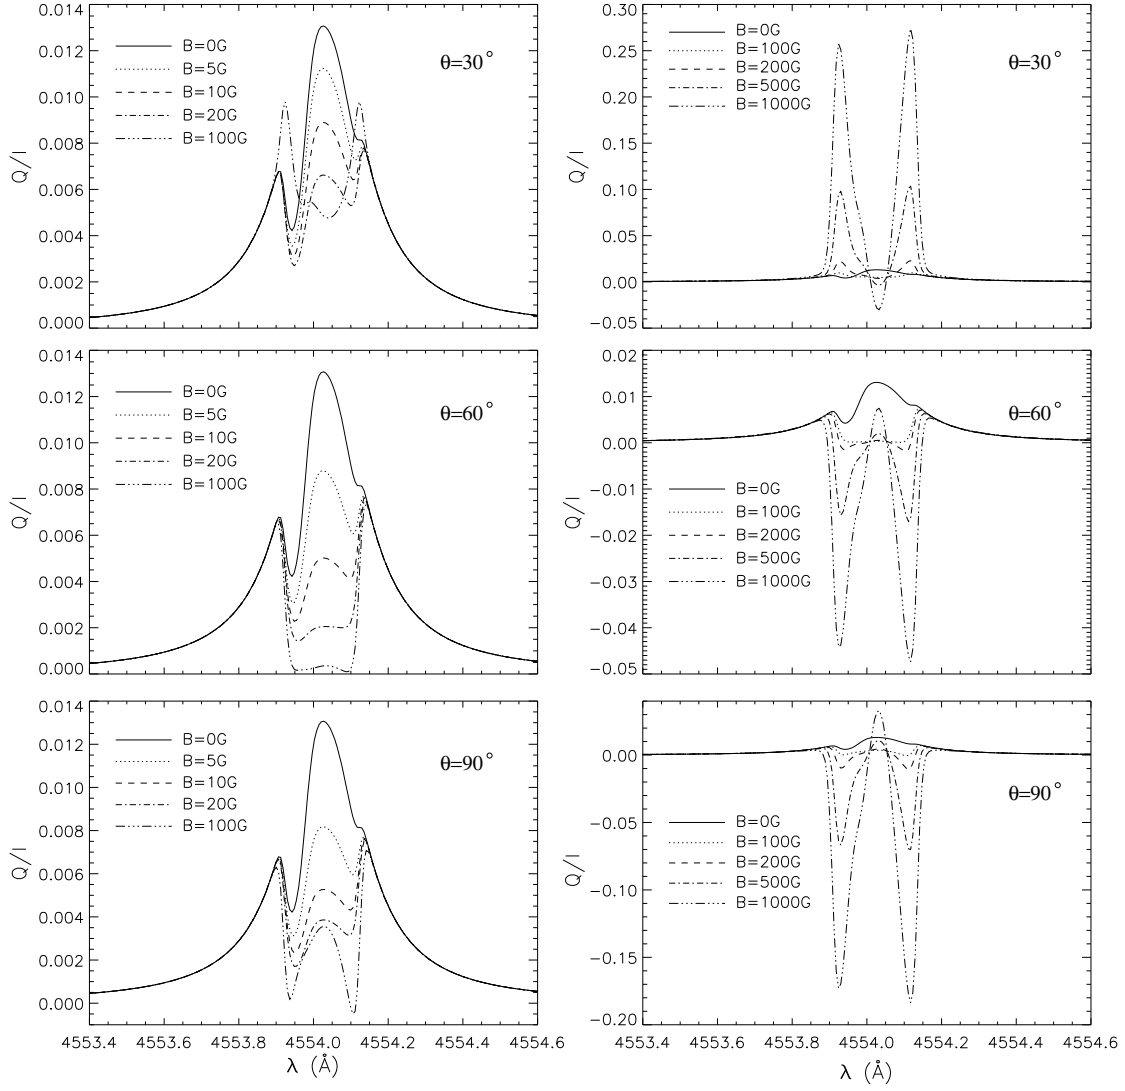 0.014
0.012
0.010
0.008
0.006
0.004
0.002
0.000
Q/I
B=0G
B=5G
B=10G
B=20G
B=100G
θ=30°
0.30
0.25
0.20
0.15
0.10
0.05
0.00
−0.05
Q/I
B=0G
B=100G
B=200G
B=500G
B=1000G
θ=30°
0.014
0.012
0.010
0.008
0.006
0.004
0.002
0.000
Q/I
B=0G
B=5G
B=10G
B=20G
B=100G
θ=60°
0.02
0.01
0.00
−0.01
−0.02
−0.03
−0.04
−0.05
Q/I
θ=60°
B=0G
B=100G
B=200G
B=500G
B=1000G
0.014
0.012
0.010
0.008
0.006
0.004
0.002
0.000
Q/I
B=0G
B=5G
B=10G
B=20G
B=100G
θ=90°
4553.4 4553.6 4553.8 4554.0 4554.2 4554.4 4554.6
λ (Å)
0.00
−0.05
−0.10
−0.15
−0.20
Q/I
θ=90°
B=0G
B=100G
B=200G
B=500G
B=1000G
4553.4 4553.6 4553.8 4554.0 4554.2 4554.4 4554.6
λ (Å)